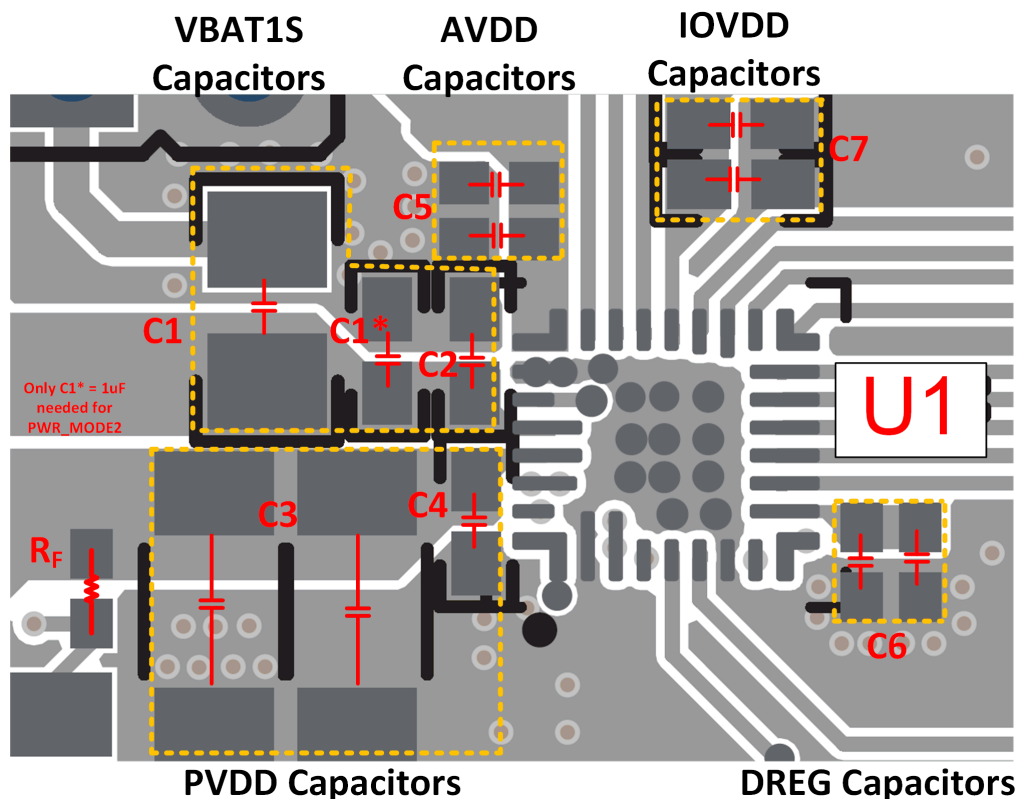 VBAT1S
Capacitors
AVDD
Capacitors
IOVDD
Capacitors
C7
C5
C1
C1*
C2
Only C1* = 1uF
needed for
PWR_MODE2
U1
C3
C4
RF
C6
PVDD Capacitors
DREG Capacitors